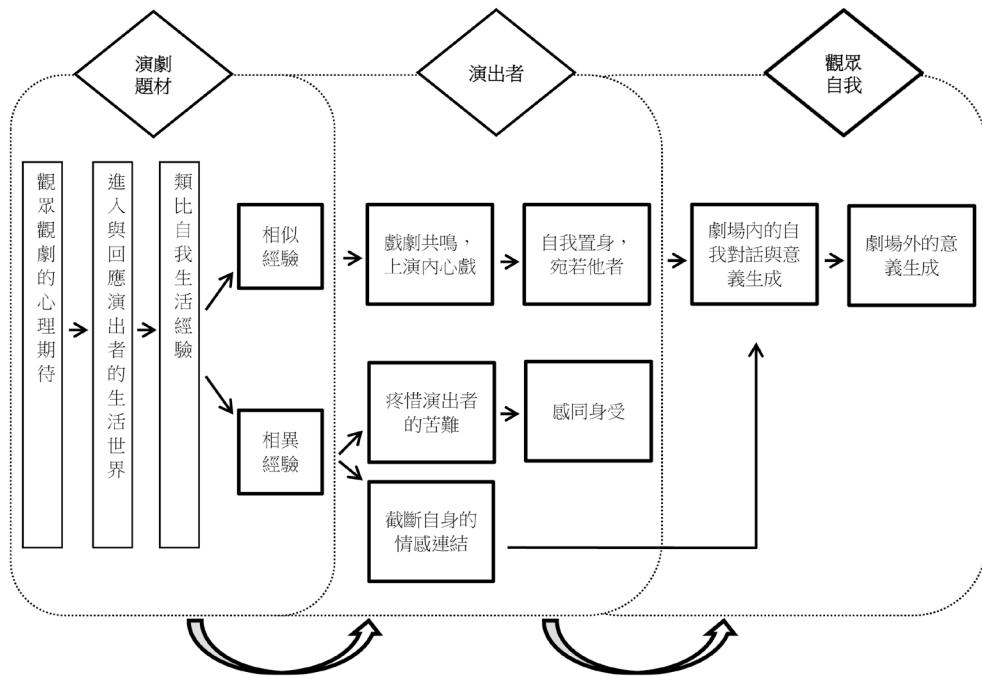 演劇
題材
演出者
觀眾
自我
觀眾觀劇的心理期待
進入與回應演出者的生活世界
類比自我生活經驗
相似
經驗
戲劇共鳴，
上演內心戲
自我置身，
宛若他者
劇場內的自
我對話與意
義生成
劇場外的意
義生成
相異
經驗
疼惜演出者
的苦難
感同身受
截斷自身的
情感連結